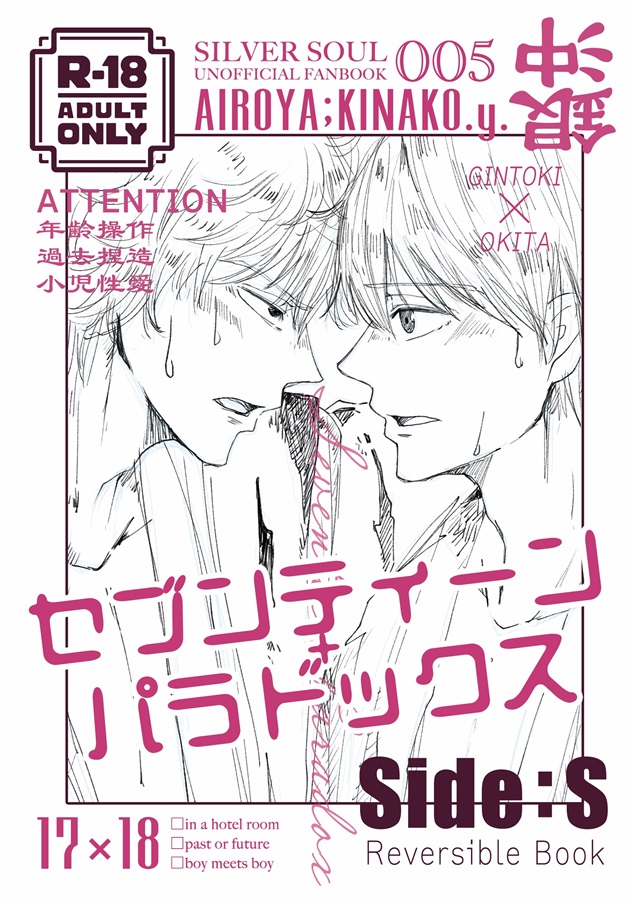 R-18
ADULT
ONLY
SILVER SOUL
UNOFFICIAL FANBOOK
005
AIROYA;KINAKO.y.
銀沖
ATTENTION
年齢操作
過去捏造
小児性愛
GINTOKI
×
OKITA
セブンティーン
+
パラドックス
Side:S
Reversible Book
17×18
□in a hotel room
□past or future
□boy meets boy